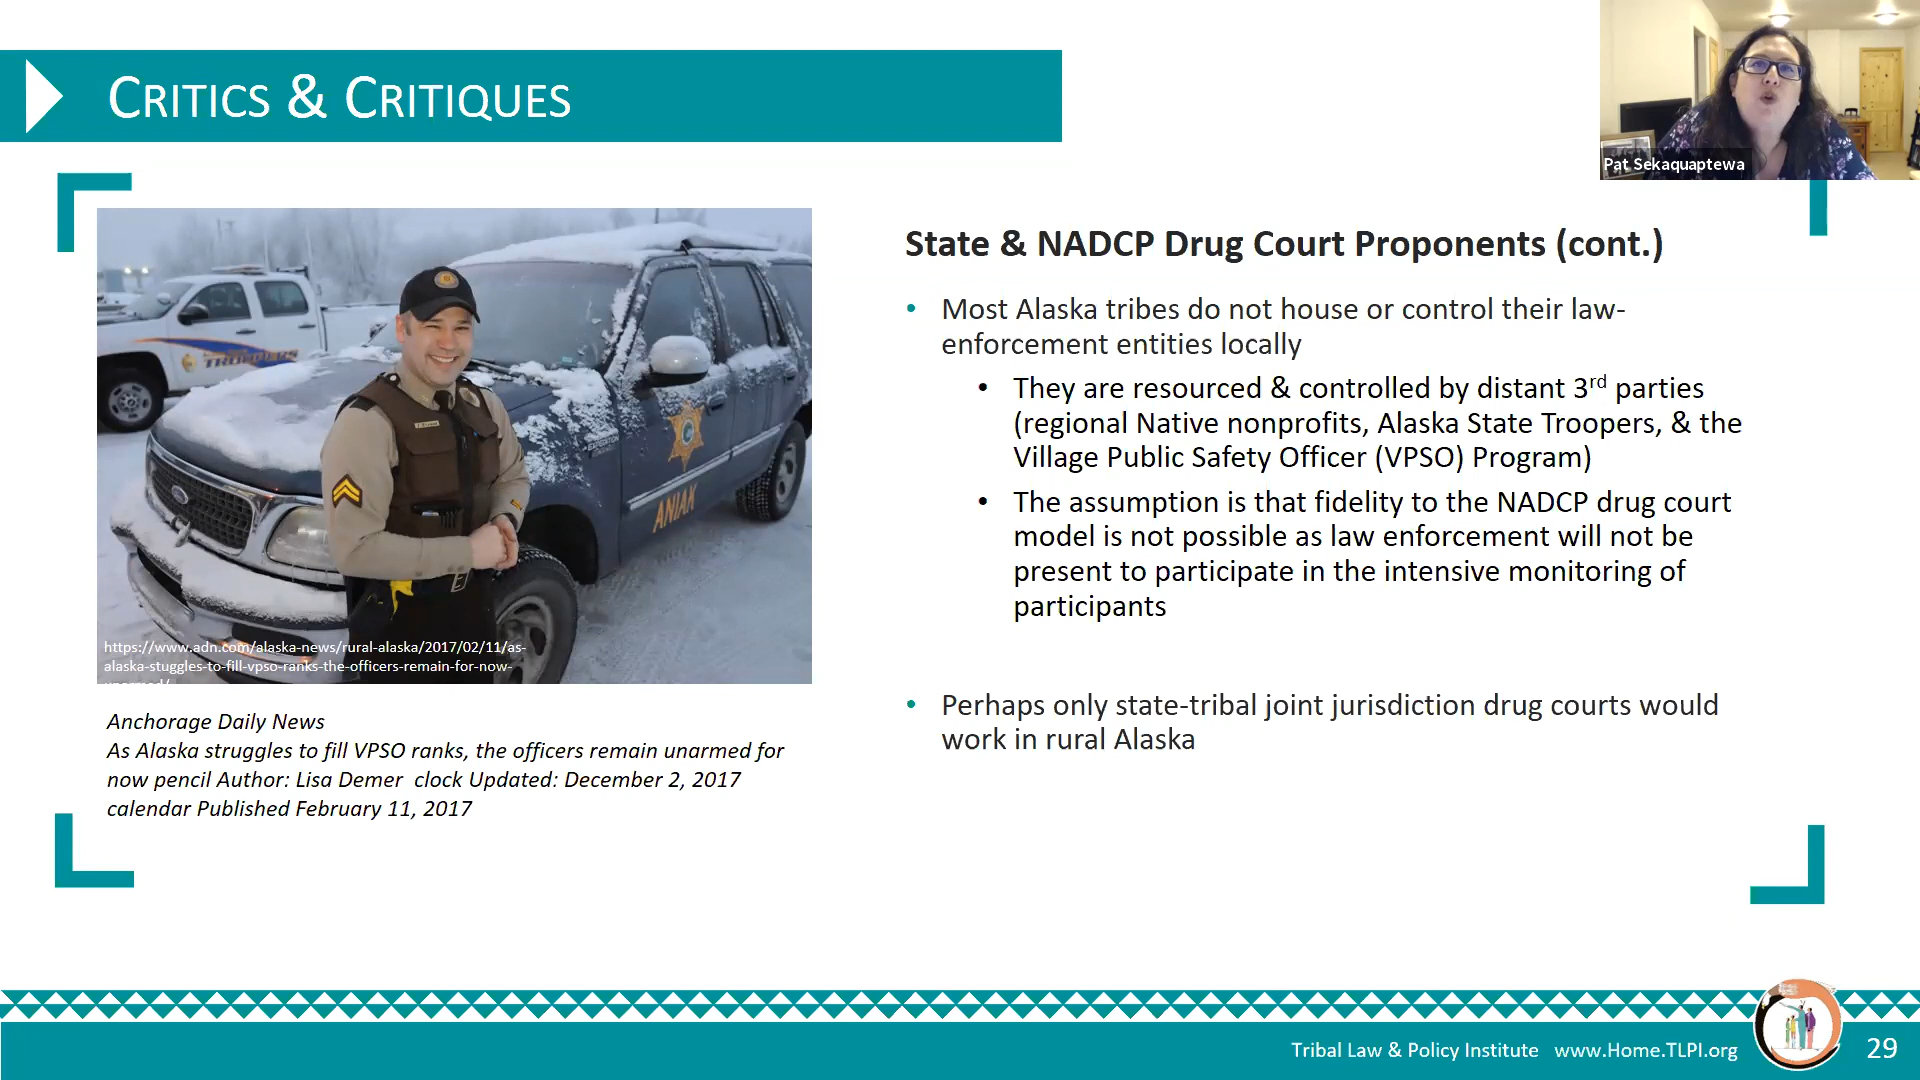 CRITICS & CRITIQUES
Pat Sekaquaptewa
TROOPERS
EXPEDITION
ANIAK
https://www.adn.com/alaska-news/rural-alaska/2017/02/11/as-
alaska-stuggles-to-fill-vpso-ranks-the-officers-remain-for-now-
unarmed/
Anchorage Daily News
As Alaska struggles to fill VPSO ranks, the officers remain unarmed for
now pencil Author: Lisa Demer clock Updated: December 2, 2017
calendar Published February 11, 2017
State & NADCP Drug Court Proponents (cont.)
• Most Alaska tribes do not house or control their law-
enforcement entities locally
• They are resourced & controlled by distant 3rd parties
(regional Native nonprofits, Alaska State Troopers, & the
Village Public Safety Officer (VPSO) Program)
• The assumption is that fidelity to the NADCP drug court
model is not possible as law enforcement will not be
present to participate in the intensive monitoring of
participants
• Perhaps only state-tribal joint jurisdiction drug courts would
work in rural Alaska
Tribal Law & Policy Institute www.Home.TLPI.org
29